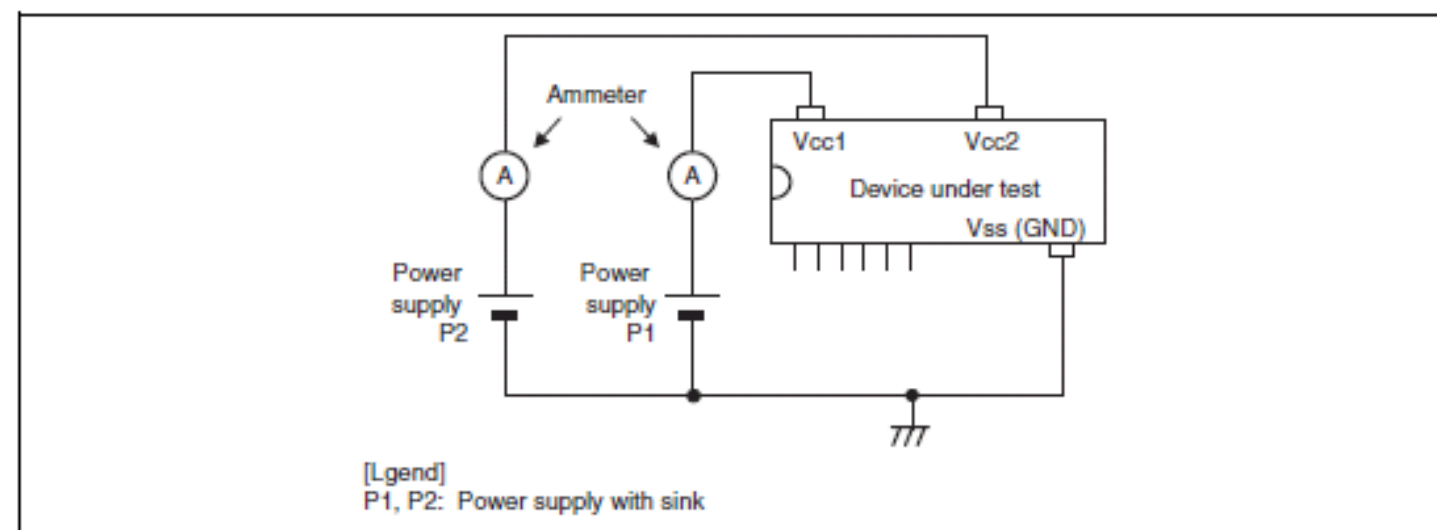 Ammeter
Vcc1
Vcc2
A
A
Device under test
Vss (GND)
Power
supply
P2
Power
supply
P1
[Lgend]
P1, P2: Power supply with sink